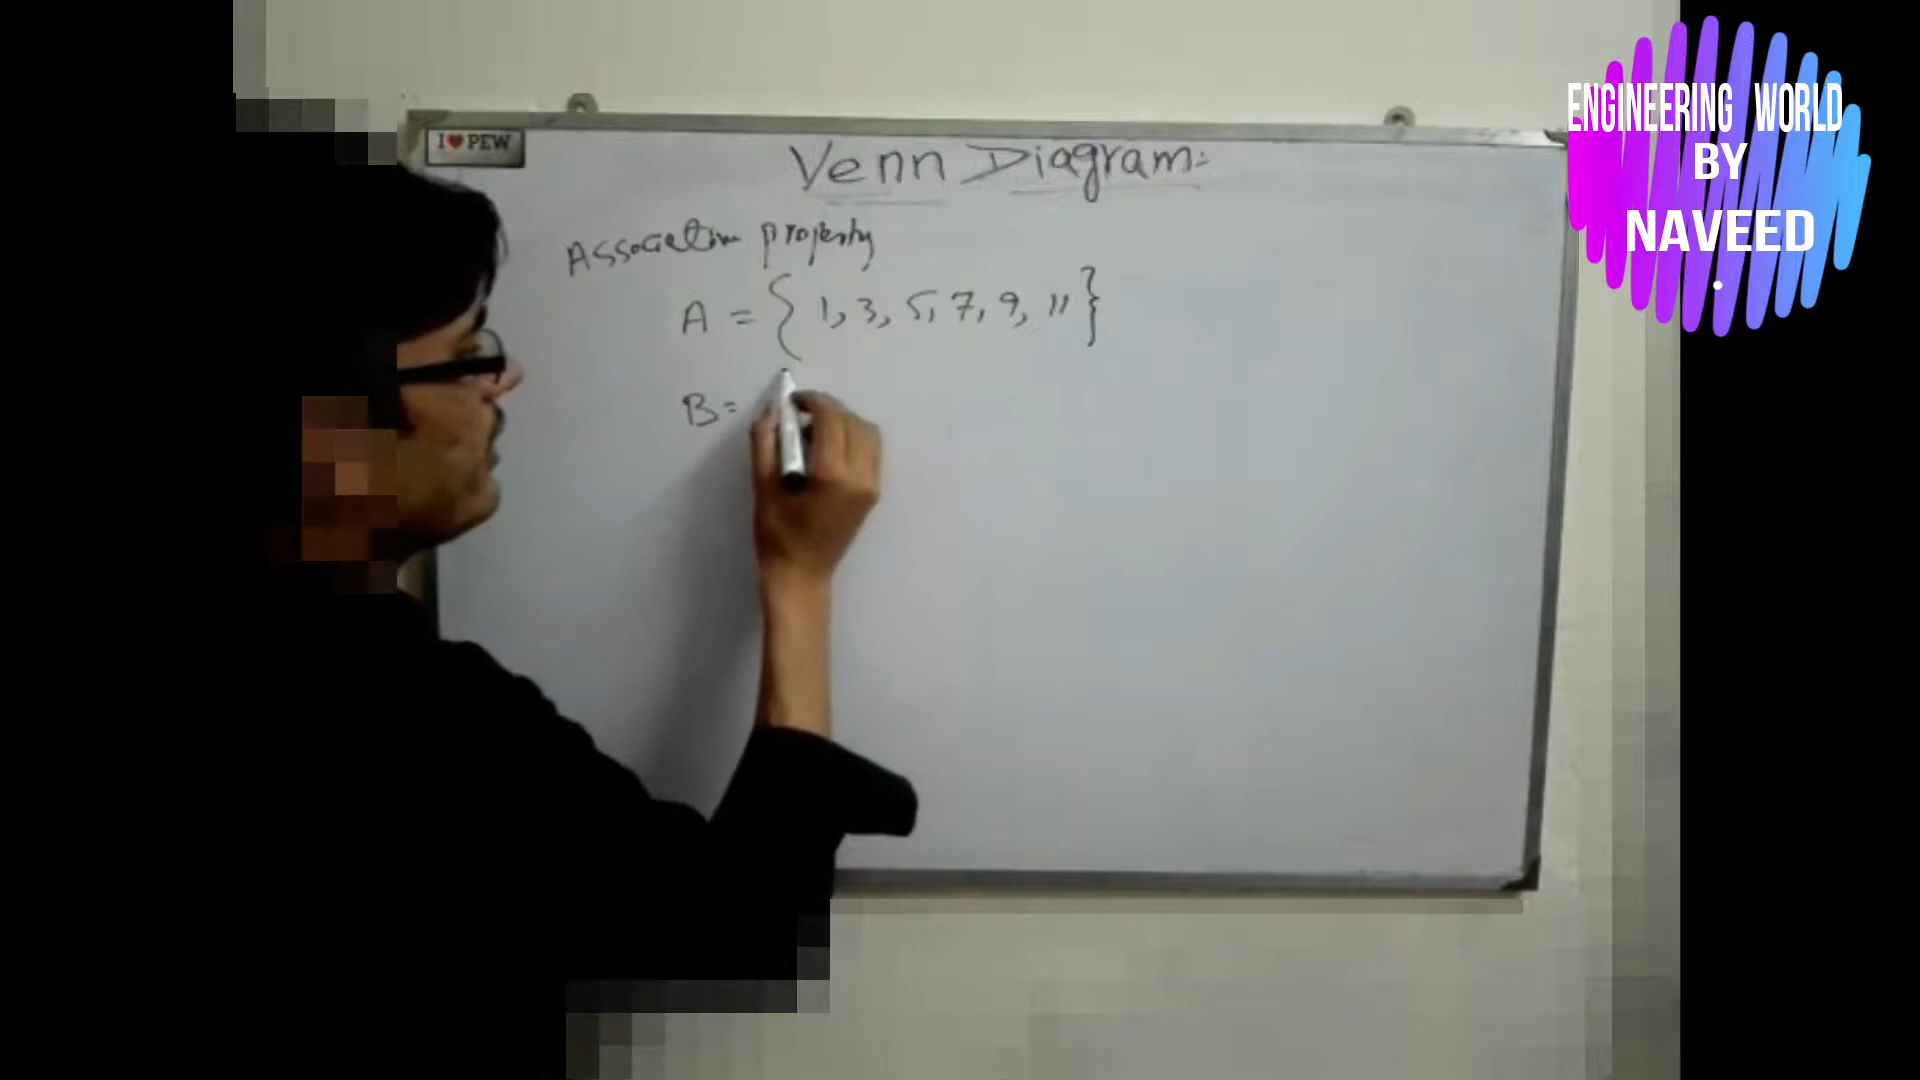 I ❤ PEW
Venn Diagram:
Associative property
A = { 1, 3, 5, 7, 9, 11 }
B =
ENGINEERING WORLD
BY
NAVEED